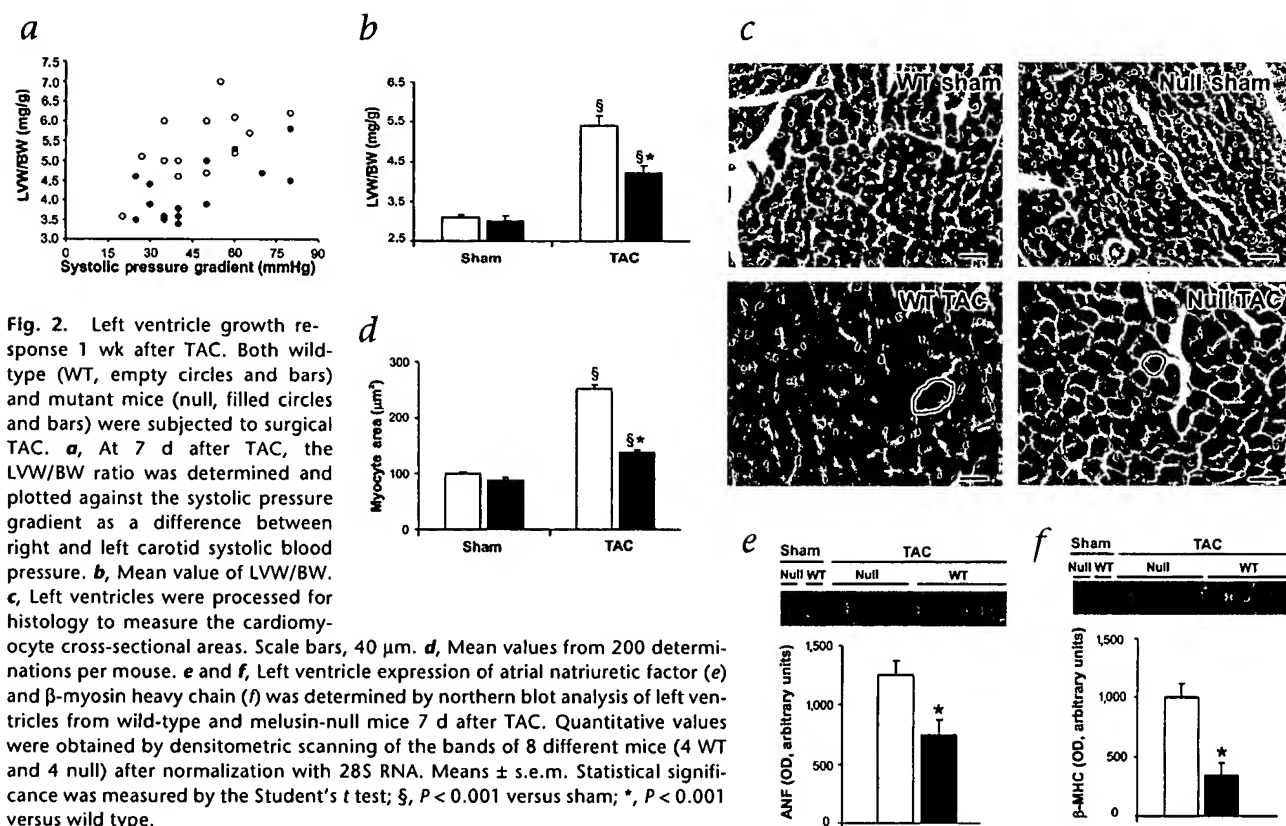 a
LVW/BW (mg/g)
7.5
7.0
6.5
6.0
5.5
5.0
4.5
4.0
3.5
3.0
0 15 30 45 60 75 90
Systolic pressure gradient (mmHg)
b
LVW/BW (mg/g)
6.5
5.5
4.5
3.5
2.5
§
§*
Sham TAC
c
WT sham
Null sham
WT TAC
Null TAC
Fig. 2. Left ventricle growth re-
sponse 1 wk after TAC. Both wild-
type (WT, empty circles and bars)
and mutant mice (null, filled circles
and bars) were subjected to surgical
TAC. a, At 7 d after TAC, the
LVW/BW ratio was determined and
plotted against the systolic pressure
gradient as a difference between
right and left carotid systolic blood
pressure. b, Mean value of LVW/BW.
c, Left ventricles were processed for
histology to measure the cardiomy-
ocyte cross-sectional areas. Scale bars, 40 µm. d, Mean values from 200 determi-
nations per mouse. e and f, Left ventricle expression of atrial natriuretic factor (e)
and β-myosin heavy chain (f) was determined by northern blot analysis of left ven-
tricles from wild-type and melusin-null mice 7 d after TAC. Quantitative values
were obtained by densitometric scanning of the bands of 8 different mice (4 WT
and 4 null) after normalization with 28S RNA. Means ± s.e.m. Statistical signifi-
cance was measured by the Student's t test; §, P < 0.001 versus sham; *, P < 0.001
versus wild type.
d
Myocyte area (µm²)
300
200
100
0
§
§*
Sham TAC
e
Sham TAC
Null WT Null WT
ANF (OD, arbitrary units)
1,500
1,000
500
0
*
f
Sham TAC
Null WT Null WT
β-MHC (OD, arbitrary units)
1,500
1,000
500
0
*